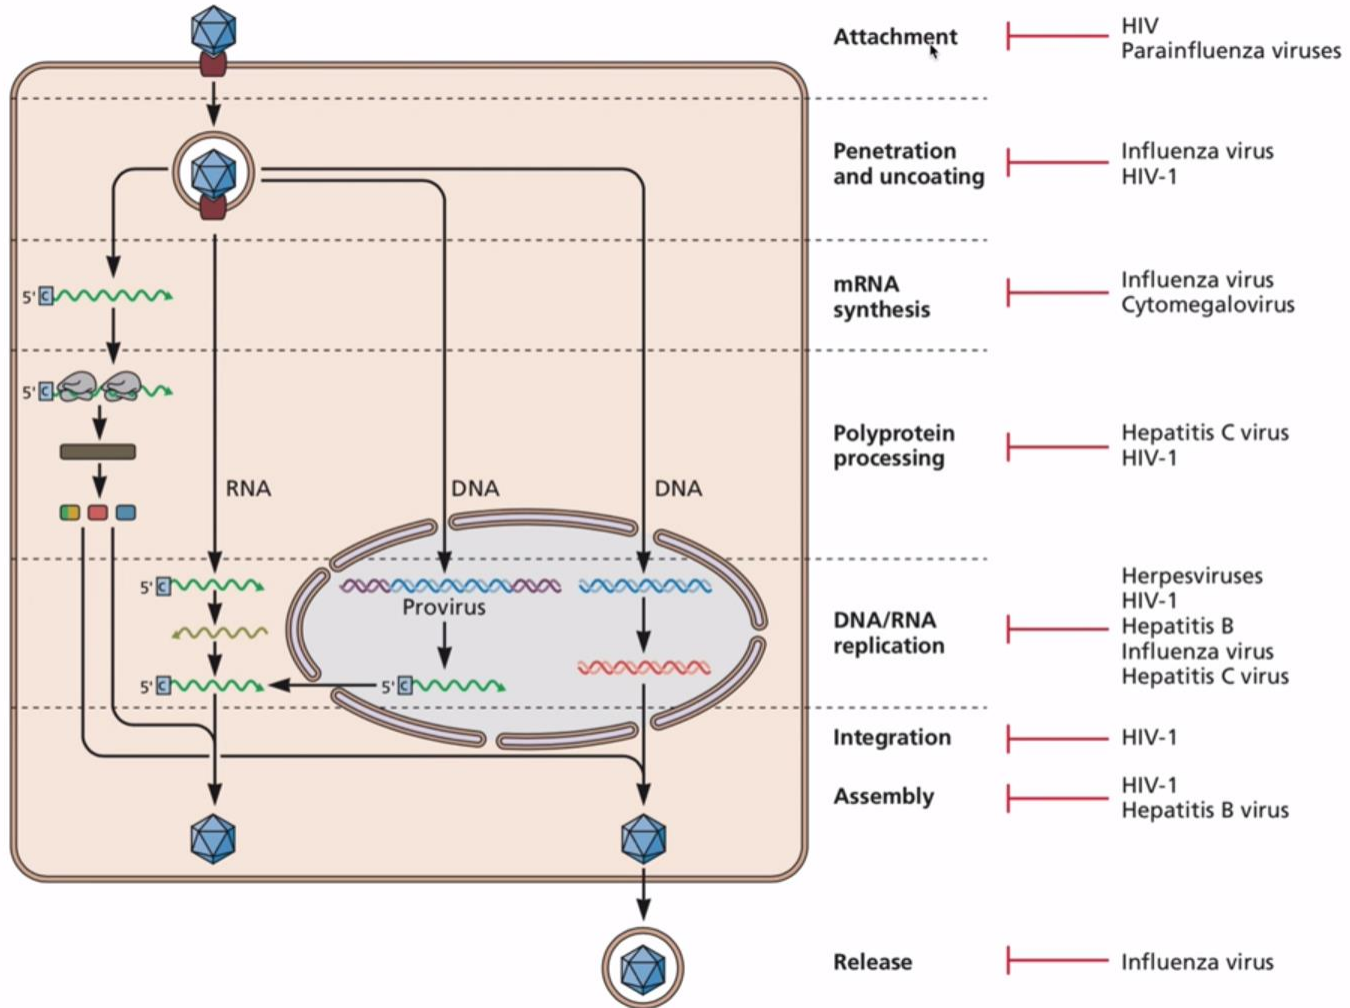 Attachment
HIV
Parainfluenza viruses
Penetration
and uncoating
Influenza virus
HIV-1
5' C
mRNA
synthesis
Influenza virus
Cytomegalovirus
5' C
Polyprotein
processing
Hepatitis C virus
HIV-1
RNA
DNA
DNA
5' C
Provirus
5' C
5' C
DNA/RNA
replication
Herpesviruses
HIV-1
Hepatitis B
Influenza virus
Hepatitis C virus
Integration
HIV-1
Assembly
HIV-1
Hepatitis B virus
Release
Influenza virus